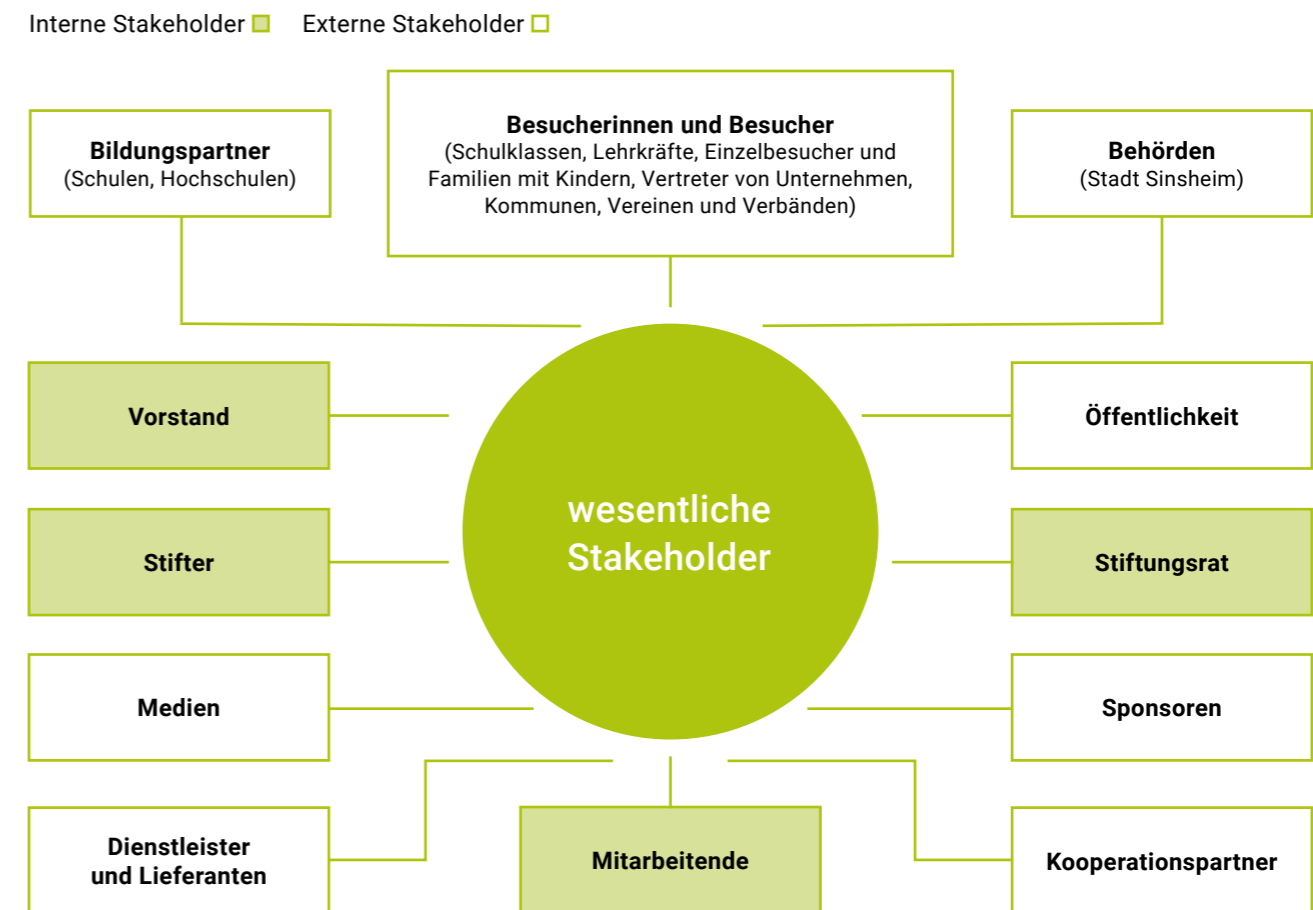 Interne Stakeholder
Externe Stakeholder
Bildungspartner
(Schulen, Hochschulen)
Besucherinnen und Besucher
(Schulklassen, Lehrkräfte, Einzelbesucher und
Familien mit Kindern, Vertreter von Unternehmen,
Kommunen, Vereinen und Verbänden)
Behörden
(Stadt Sinsheim)
Vorstand
Öffentlichkeit
wesentliche
Stakeholder
Stifter
Stiftungsrat
Medien
Sponsoren
Dienstleister
und Lieferanten
Mitarbeitende
Kooperationspartner